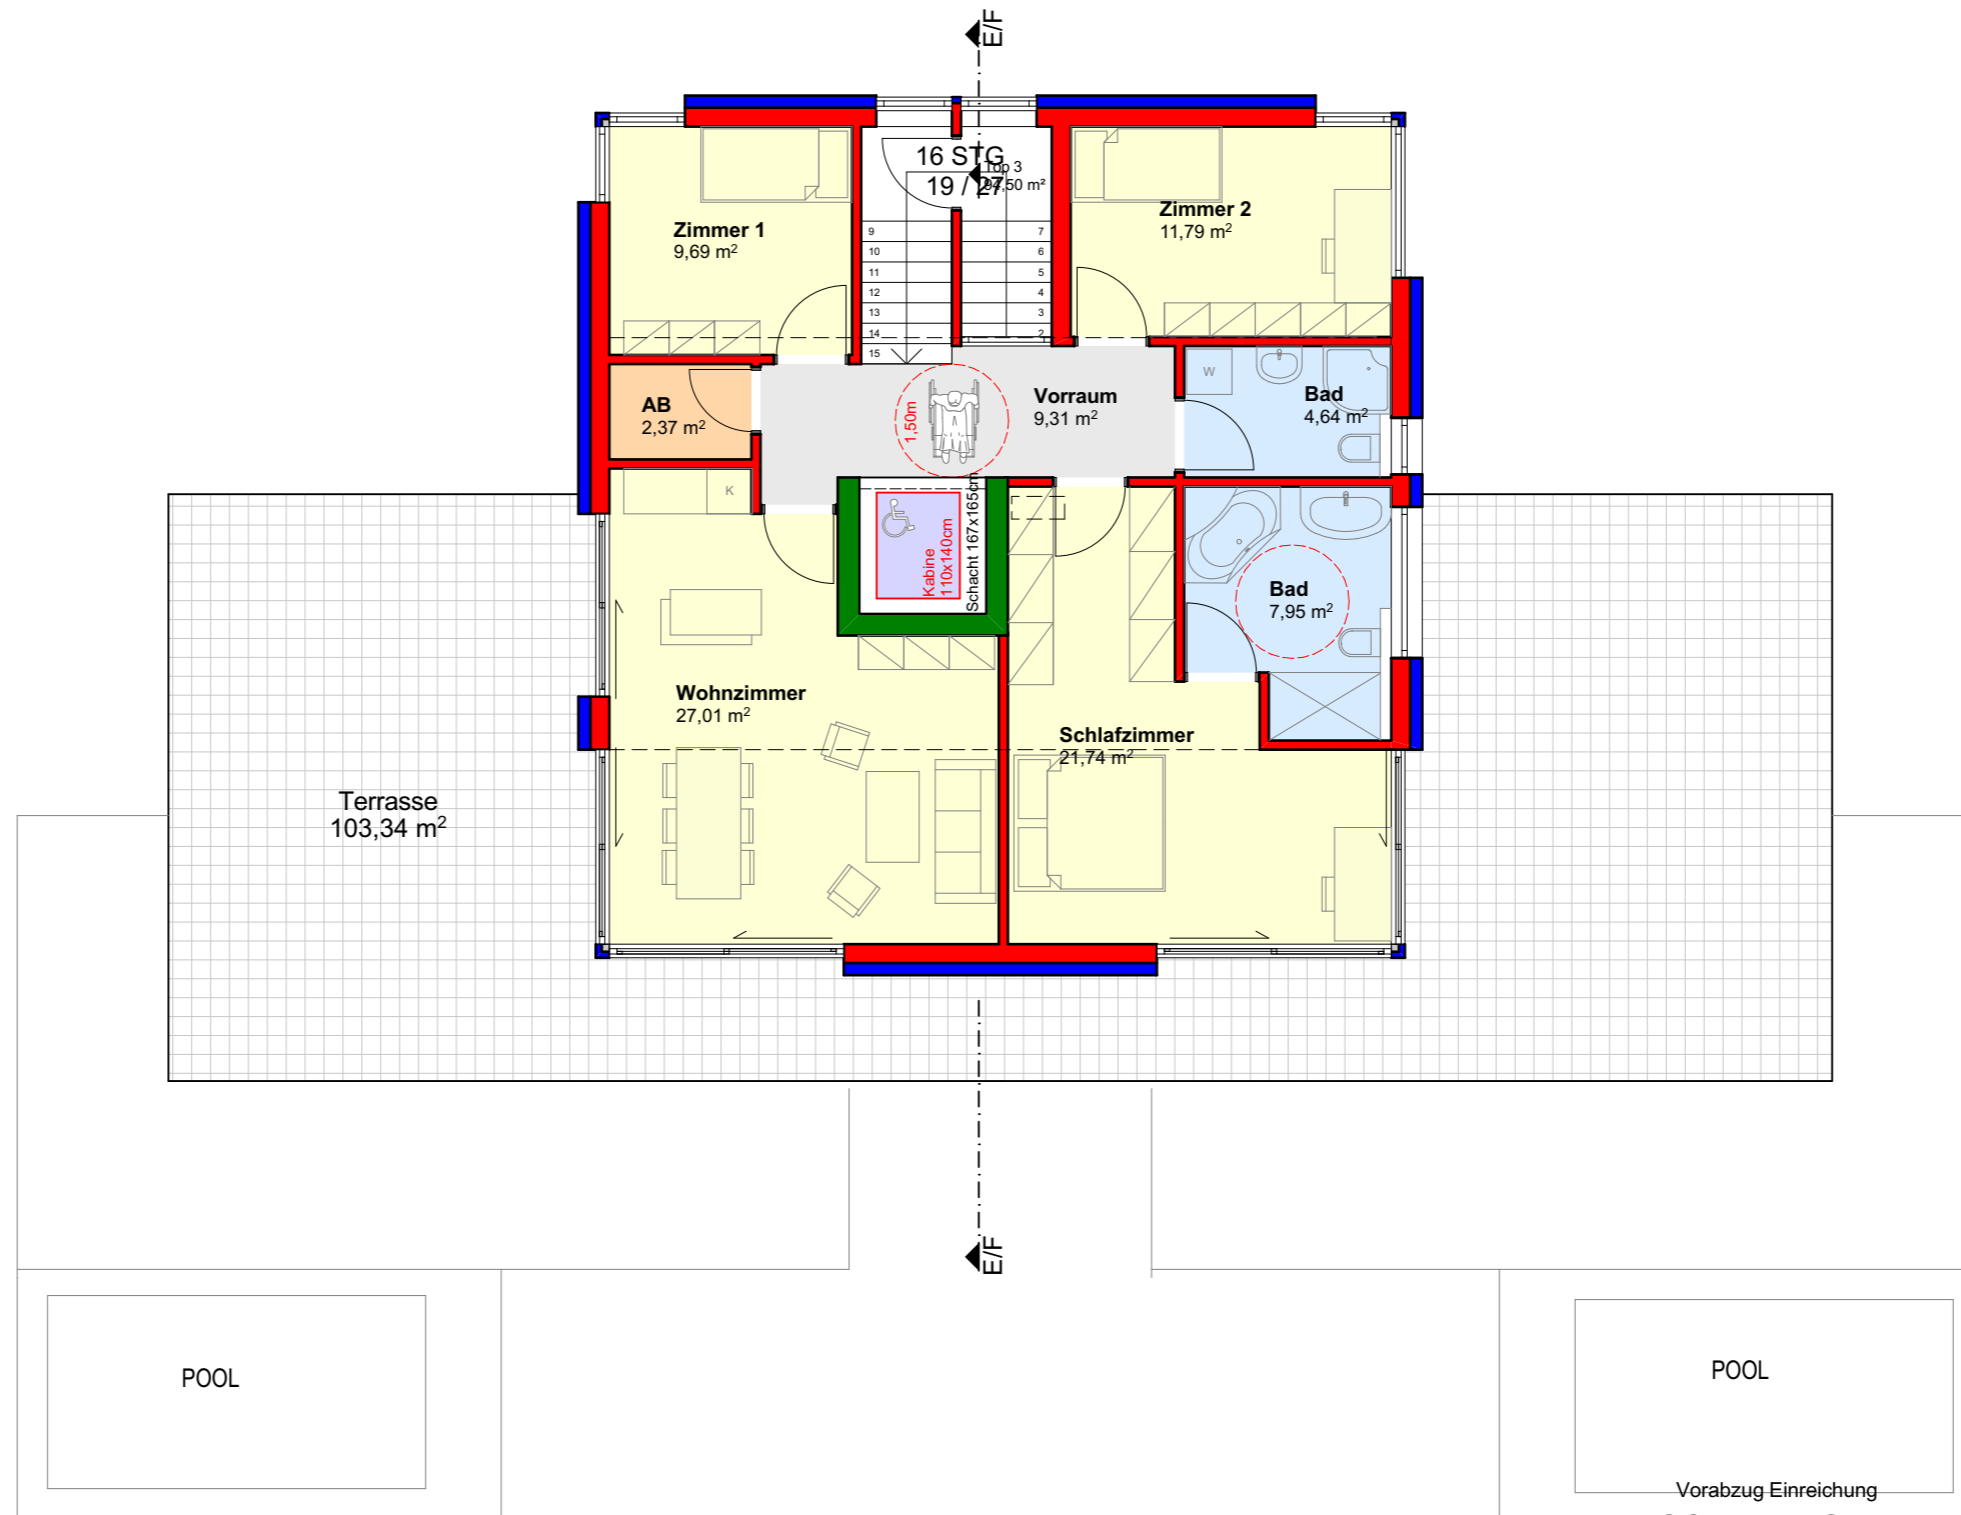 E/F
16 STG
19 / 27
Top 3
94,50 m²
Zimmer 1
9,69 m²
Zimmer 2
11,79 m²
9
10
11
12
13
14
15
7
6
5
4
3
2
AB
2,37 m²
1,50m
Vorraum
9,31 m²
W
Bad
4,64 m²
K
Kabine
110x140cm
Schacht 167x165cm
Bad
7,95 m²
Wohnzimmer
27,01 m²
Schlafzimmer
21,74 m²
Terrasse
103,34 m²
E/F
POOL
POOL
Vorabzug Einreichung